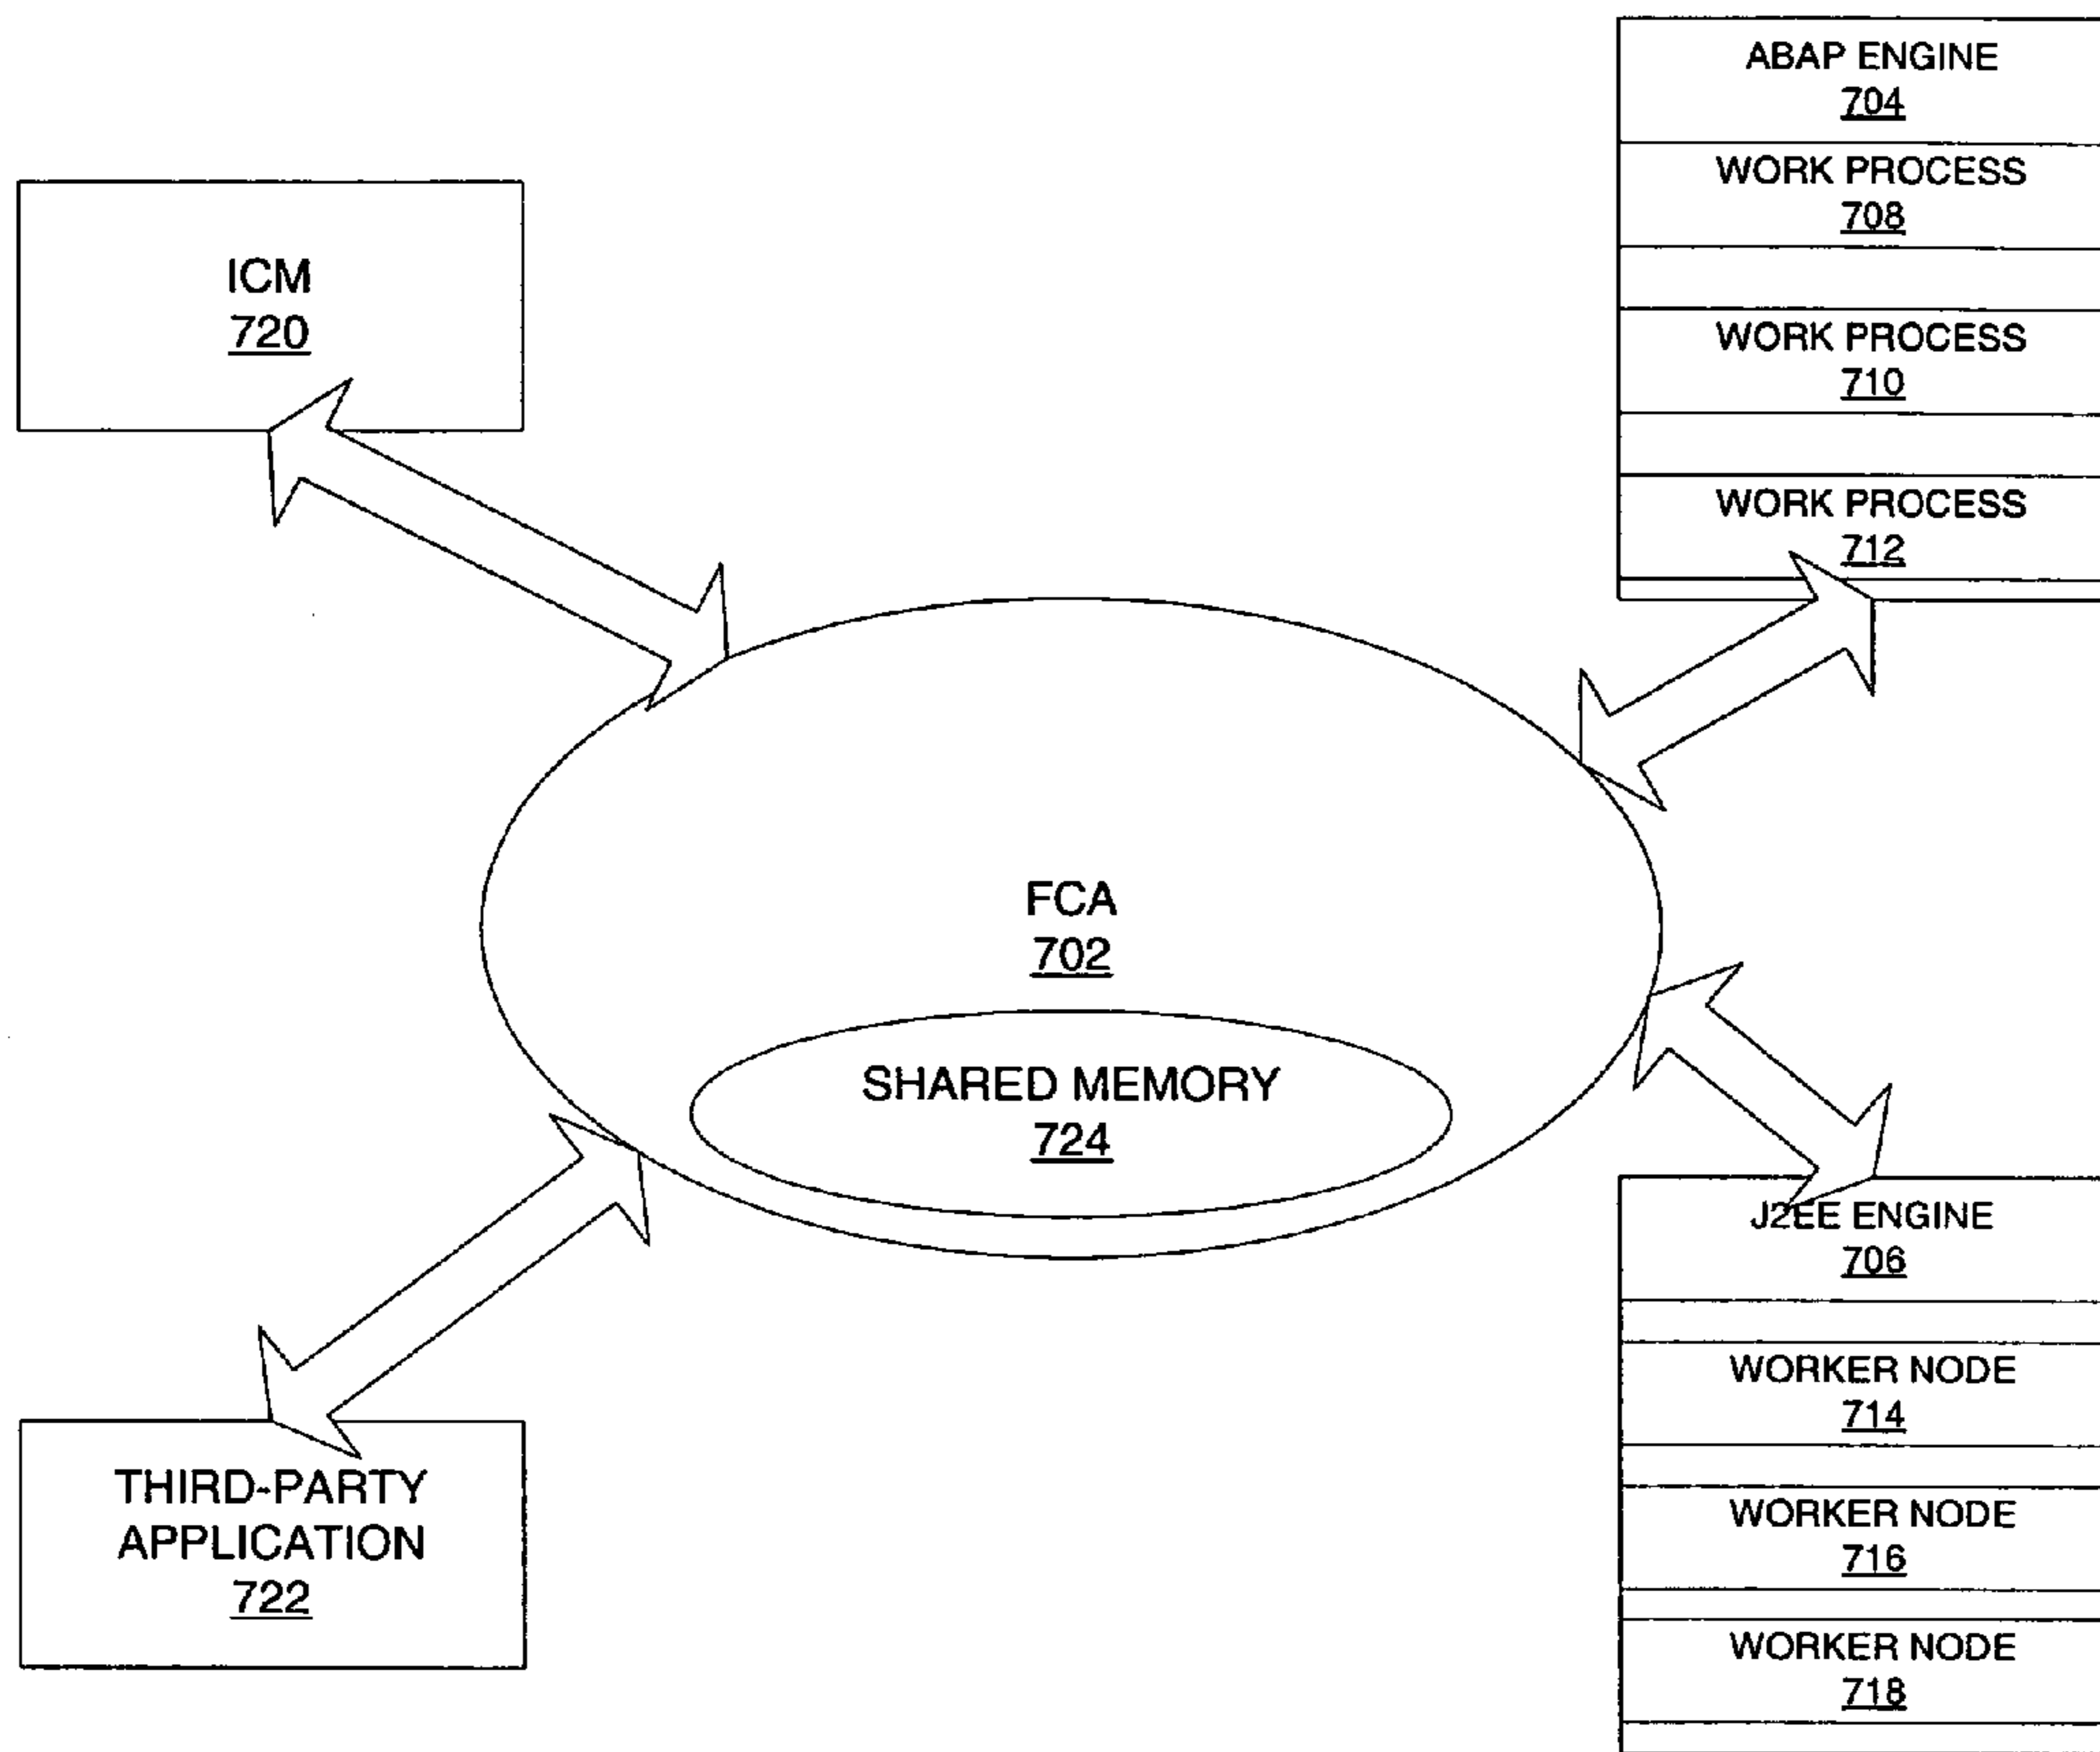 ABAP ENGINE
704
WORK PROCESS
708
WORK PROCESS
710
WORK PROCESS
712
ICM
720
FCA
702
SHARED MEMORY
724
J2EE ENGINE
706
WORKER NODE
714
WORKER NODE
716
WORKER NODE
718
THIRD-PARTY
APPLICATION
722